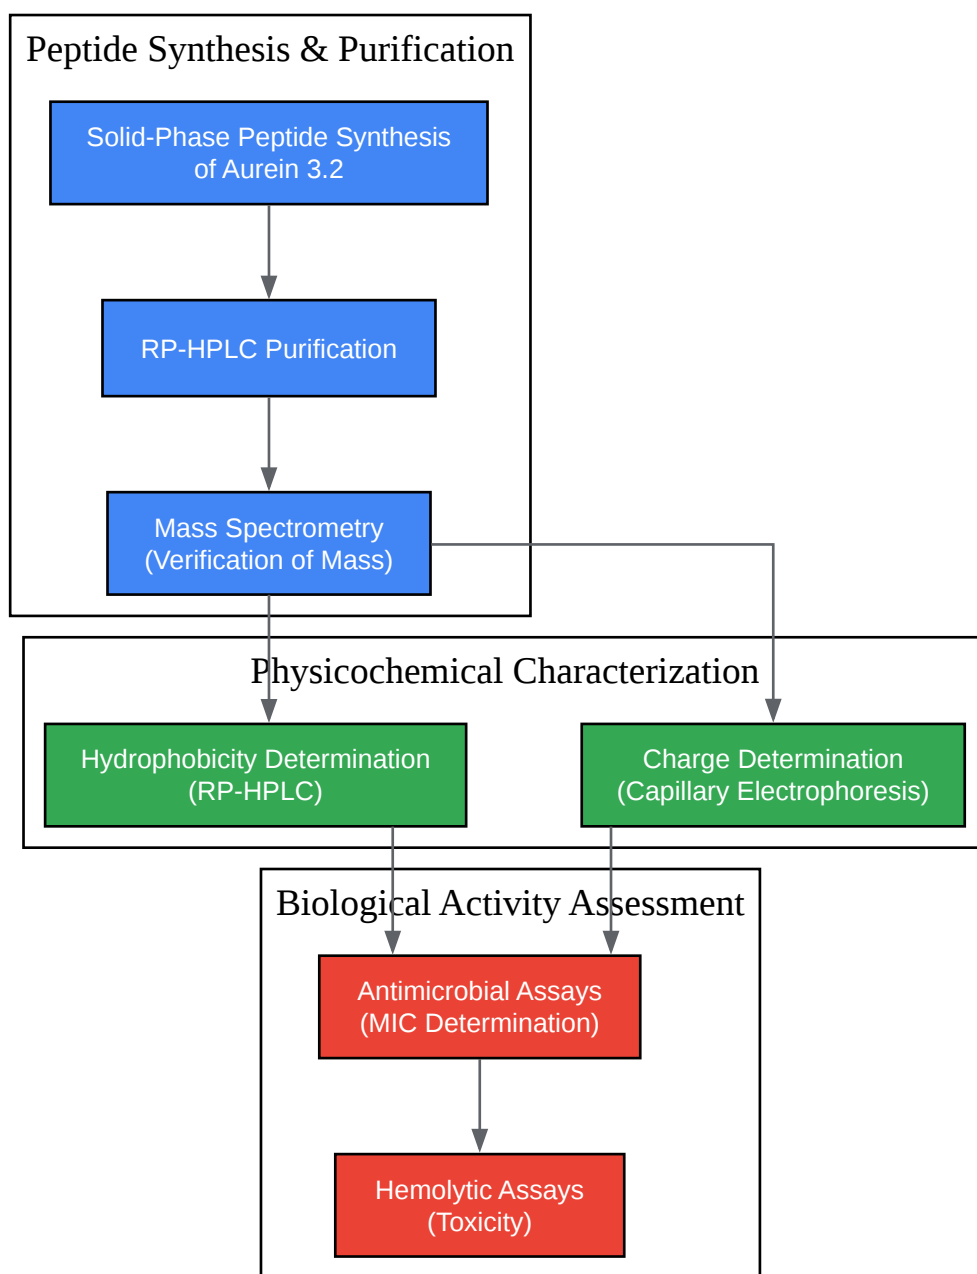 Peptide Synthesis & Purification
Solid-Phase Peptide Synthesis
of Aurein 3.2
RP-HPLC Purification
Mass Spectrometry
(Verification of Mass)
Physicochemical Characterization
Hydrophobicity Determination
(RP-HPLC)
Charge Determination
(Capillary Electrophoresis)
Biological Activity Assessment
Antimicrobial Assays
(MIC Determination)
Hemolytic Assays
(Toxicity)